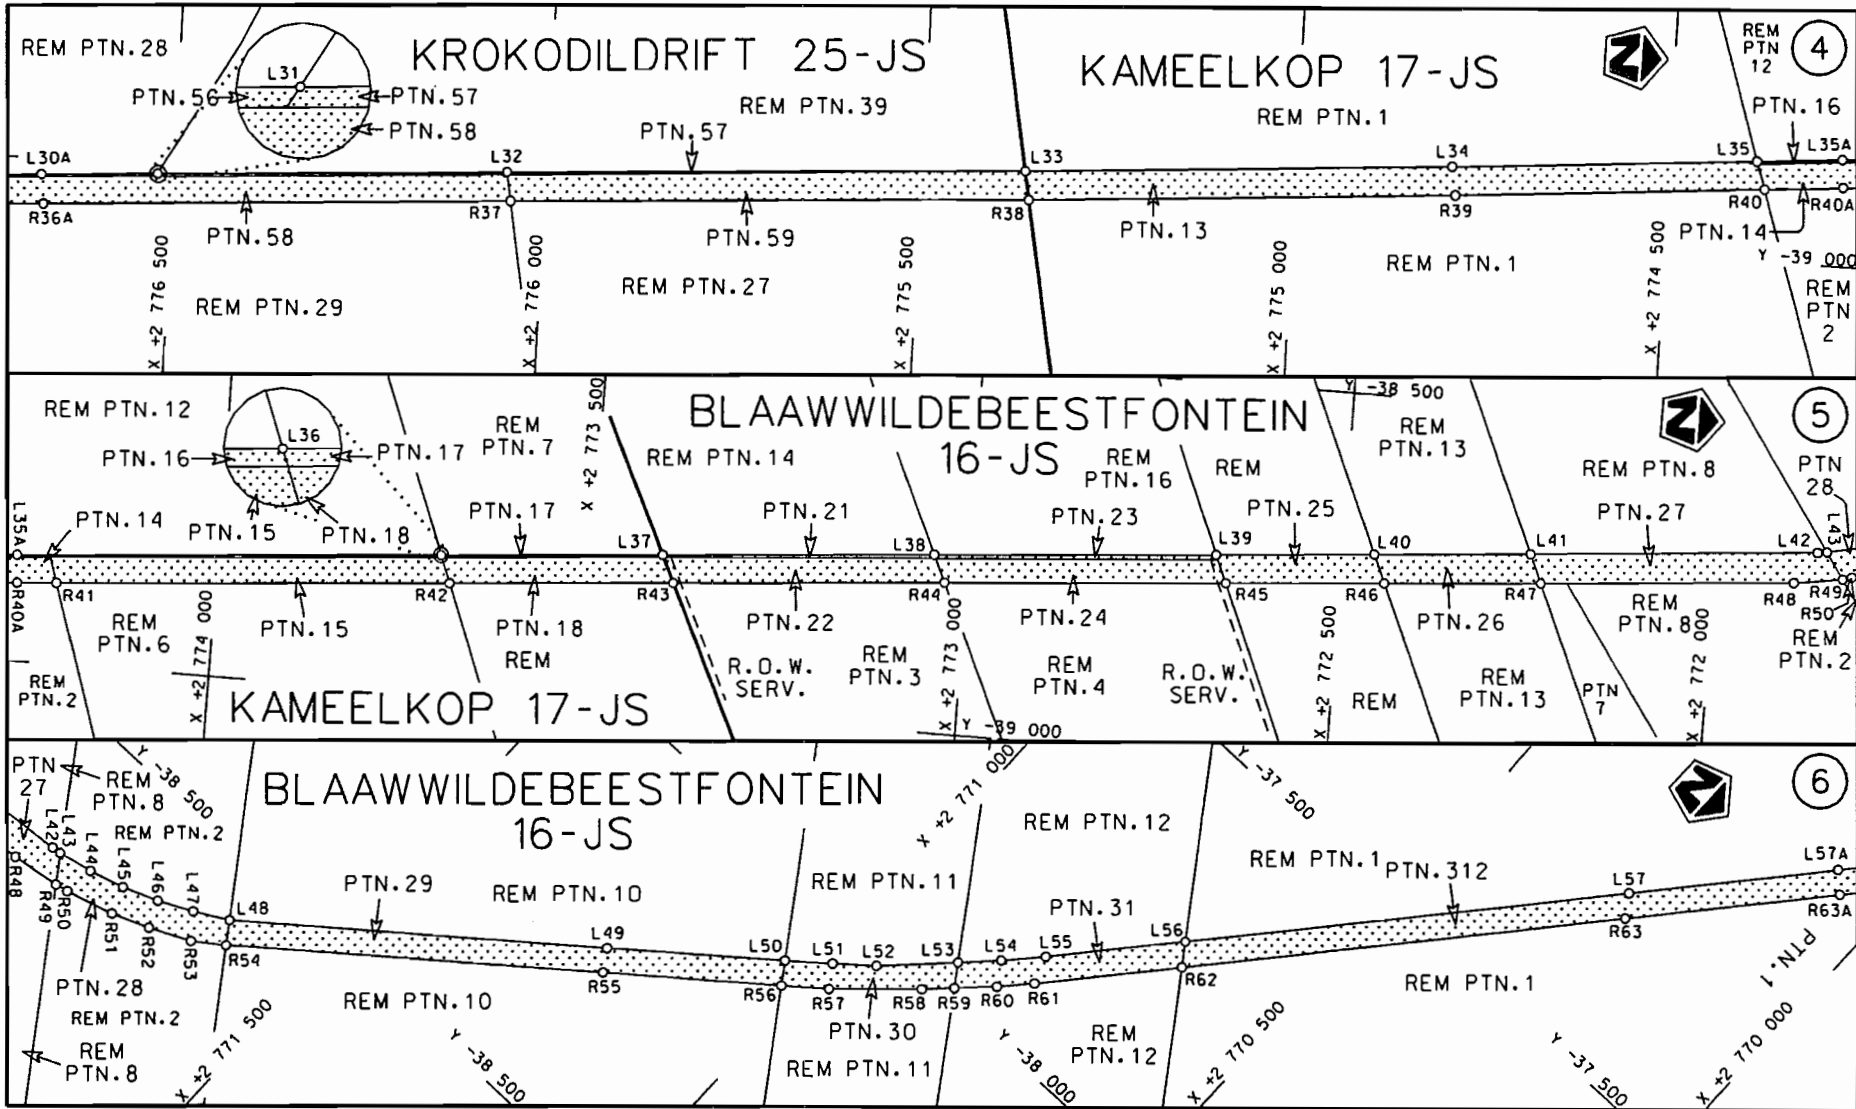 REM PTN.28
KROKODILDRIFT 25-JS
KAMEELKOP 17-JS
REM
PTN
12
4
L31
PTN.56
PTN.57
PTN.58
REM PTN.39
PTN.57
REM PTN.1
PTN.16
N
L30A
L32
L33
L34
L35
L35A
R36A
R37
R38
R39
R40
R40A
PTN.58
PTN.59
PTN.13
PTN.14
X +2 776 500
X +2 776 000
X +2 775 500
X +2 775 000
X +2 774 500
Y -39 000
REM PTN.29
REM PTN.27
REM PTN.1
REM
PTN
2
REM PTN.12
L36
PTN.16
PTN.17
PTN.15
PTN.18
REM
PTN.7
X +2 773 500
BLAAWWILDEBEESTFONTEIN
16-JS
REM PTN.14
REM
PTN.16
REM
Y -38 500
REM
PTN.13
REM PTN.8
N
5
PTN
28
PTN.14
PTN.17
PTN.21
PTN.23
PTN.25
PTN.27
L35A
L37
L38
L39
L40
L41
L42
L43
R40A
R41
R42
R43
R44
R45
R46
R47
R48
R49A
R50
REM
PTN.6
PTN.15
PTN.18
REM
PTN.22
PTN.24
PTN.26
REM
PTN.8
REM
PTN.2
REM
PTN.2
X +2 774 000
KAMEELKOP 17-JS
R.O.W.
SERV.
REM
PTN.3
X +2 773 000
Y -39 000
REM
PTN.4
R.O.W.
SERV.
X +2 772 500
REM
REM
PTN.13
PTN
7
X +2 772 000
PTN
27
REM
PTN.8
Y -38 500
REM PTN.2
BLAAWWILDEBEESTFONTEIN
16-JS
X +2 771 000
Y -37 500
N
6
REM PTN.12
REM PTN.1
PTN.312
L57A
L42
L43
L44
L45
L46
L47
L48
L49
L50
L51
L52
L53
L54
L55
L56
L57
PTN.29
REM PTN.10
REM PTN.11
PTN.31
R48
R49
R50
R51
R52
R53
R54
R55
R56
R57
R58
R59
R60
R61
R62
R63
R63A
PTN.28
REM PTN.2
REM
PTN.8
X +2 771 500
REM PTN.10
Y -38 500
PTN.30
REM PTN.11
Y -38 000
REM
PTN.12
X +2 770 500
REM PTN.1
Y -37 500
X +2 770 000
PTN.1